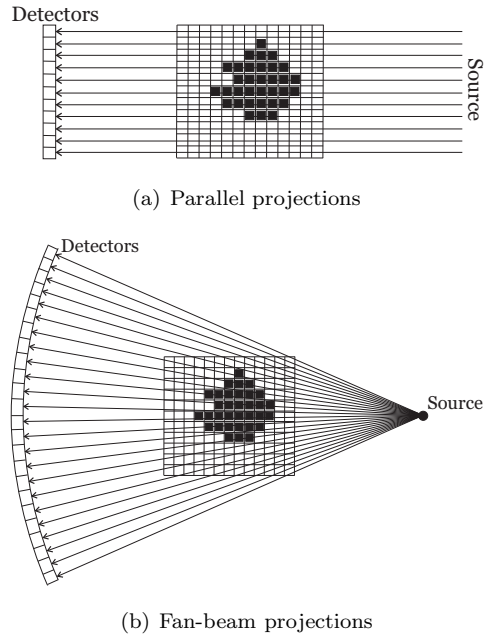 Detectors
Source
(a) Parallel projections
Detectors
Source
(b) Fan-beam projections